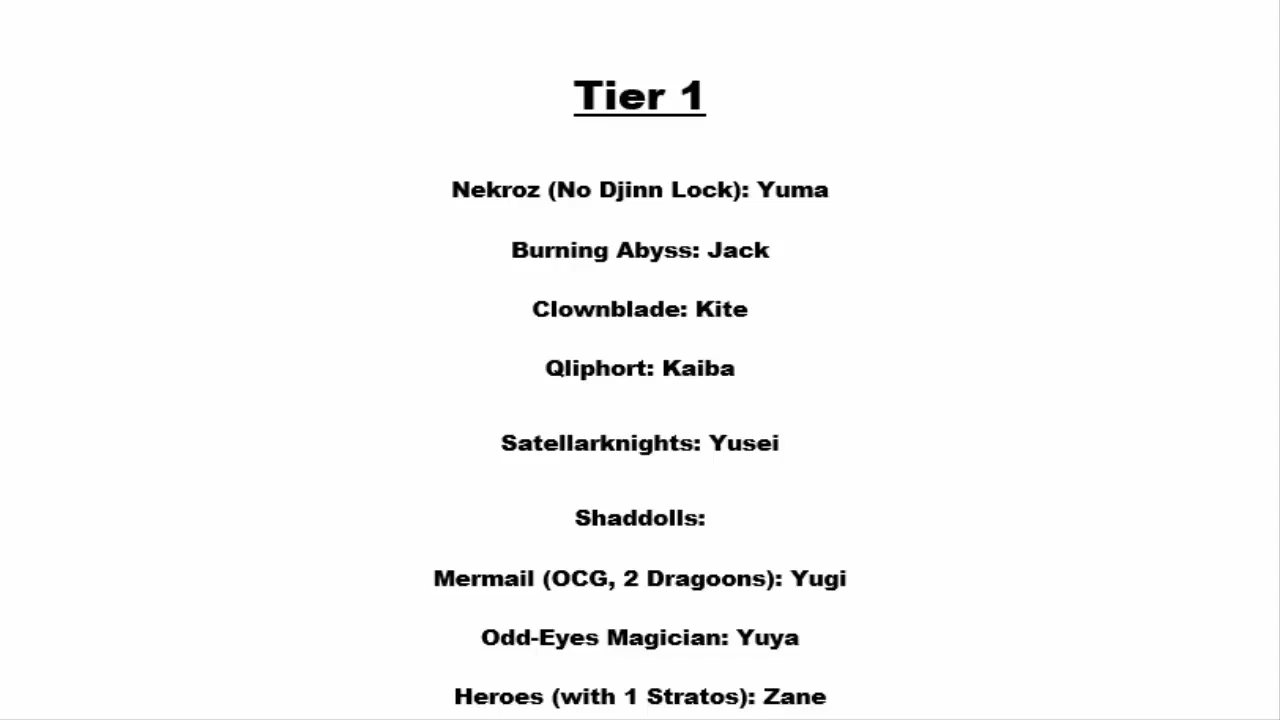 Tier 1
Nekroz (No Djinn Lock): Yuma
Burning Abyss: Jack
Clownblade: Kite
Qliphort: Kaiba
Satellarknights: Yusei
Shaddolls:
Mermail (OCG, 2 Dragoons): Yugi
Odd-Eyes Magician: Yuya
Heroes (with 1 Stratos): Zane